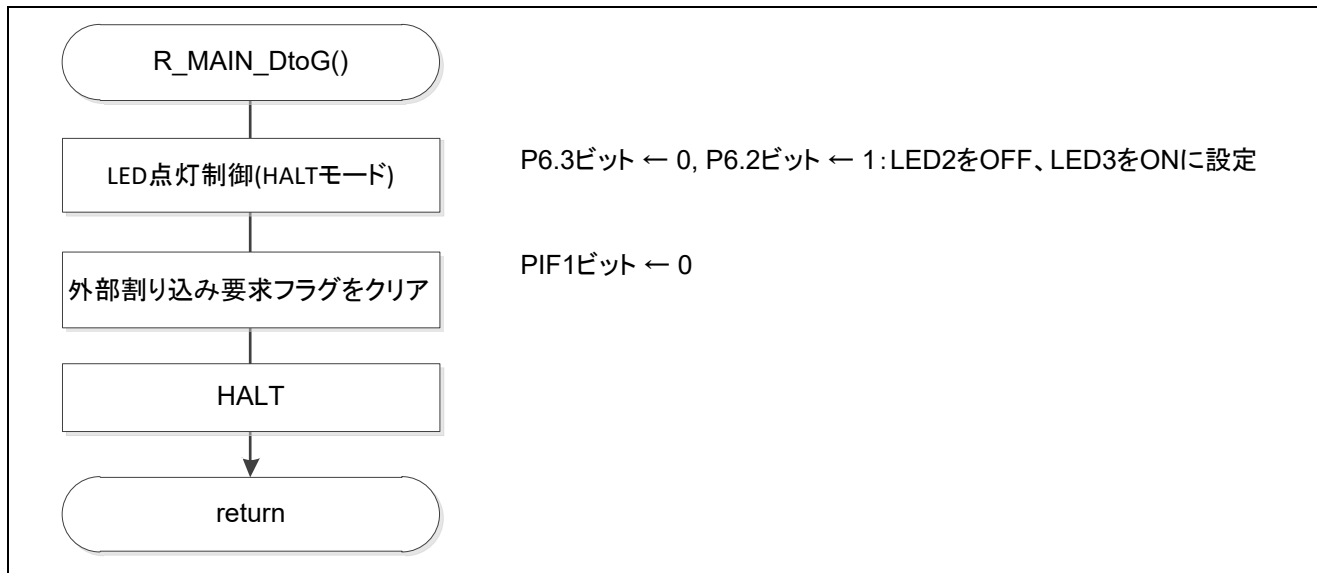 R_MAIN_DtoG()
LED点灯制御(HALTモード)
P6.3ビット ← 0, P6.2ビット ← 1:LED2をOFF、LED3をONに設定
外部割り込み要求フラグをクリア
PIF1ビット ← 0
HALT
return